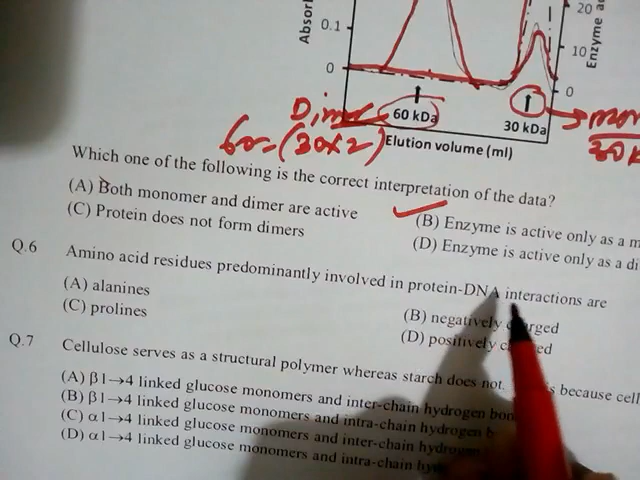 Absorb
0.1
0
20
10
0
Enzyme ac
Dimer
60 kDa
30 kDa
60=(30x2)
Elution volume (ml)
Which one of the following is the correct interpretation of the data?
(A) Both monomer and dimer are active
(B) Enzyme is active only as a m
(C) Protein does not form dimers
(D) Enzyme is active only as a di
Q.6 Amino acid residues predominantly involved in protein-DNA interactions are
(A) alanines
(B) negatively charged
(C) prolines
(D) positively charged
Q.7 Cellulose serves as a structural polymer whereas starch does not. is because cell
(A) β1→4 linked glucose monomers and inter-chain hydrogen bon
(B) β1→4 linked glucose monomers and intra-chain hydrogen b
(C) α1→4 linked glucose monomers and inter-chain hydrogen
(D) α1→4 linked glucose monomers and intra-chain hy